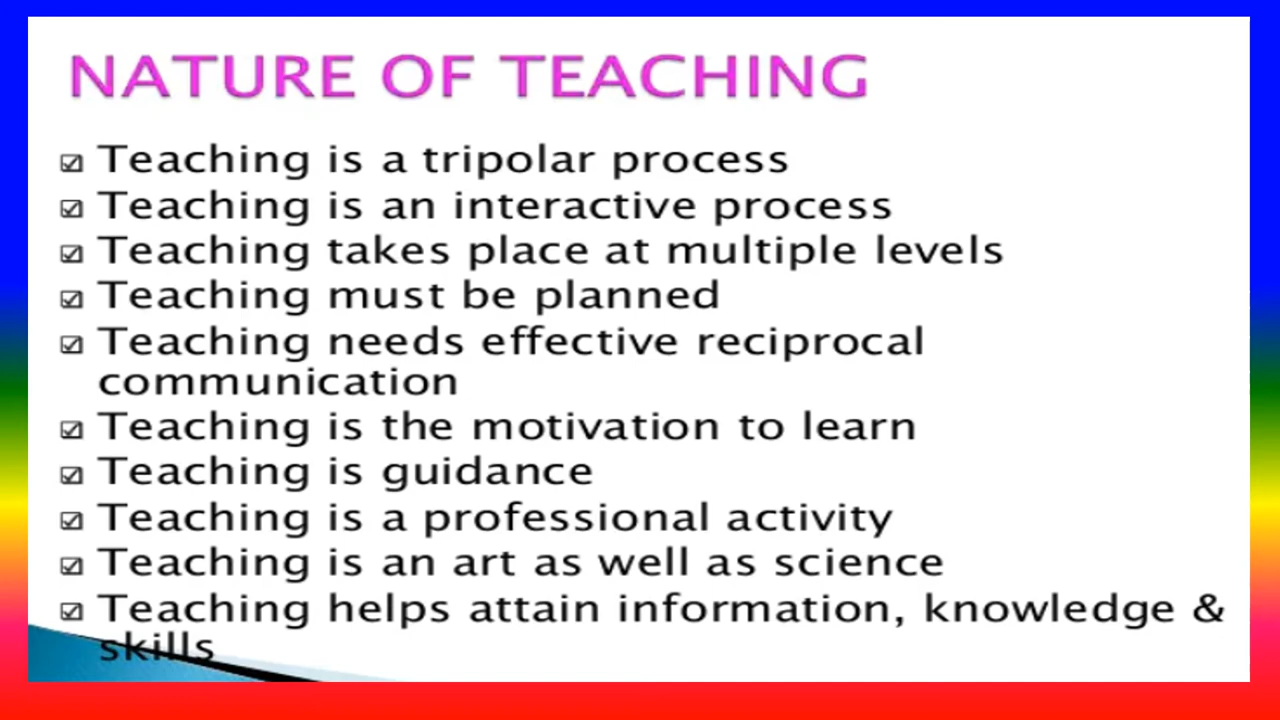 NATURE OF TEACHING
☑ Teaching is a tripolar process
☑ Teaching is an interactive process
☑ Teaching takes place at multiple levels
☑ Teaching must be planned
☑ Teaching needs effective reciprocal
communication
☑ Teaching is the motivation to learn
☑ Teaching is guidance
☑ Teaching is a professional activity
☑ Teaching is an art as well as science
☑ Teaching helps attain information, knowledge &
skills